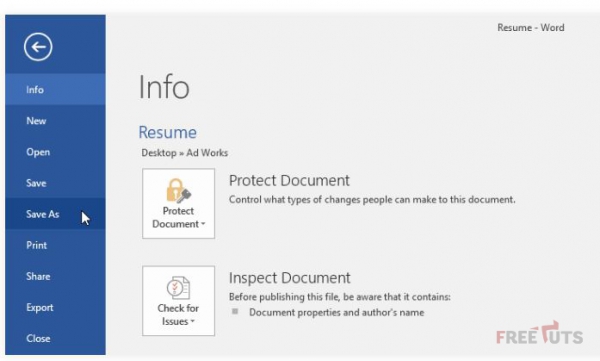 Resume - Word
Info
New
Open
Save
Save As
Print
Share
Export
Close
Info
Resume
Desktop » Ad Works
Protect
Document
Protect Document
Control what types of changes people can make to this document.
Check for
Issues
Inspect Document
Before publishing this file, be aware that it contains:
Document properties and author's name
FREETUTS